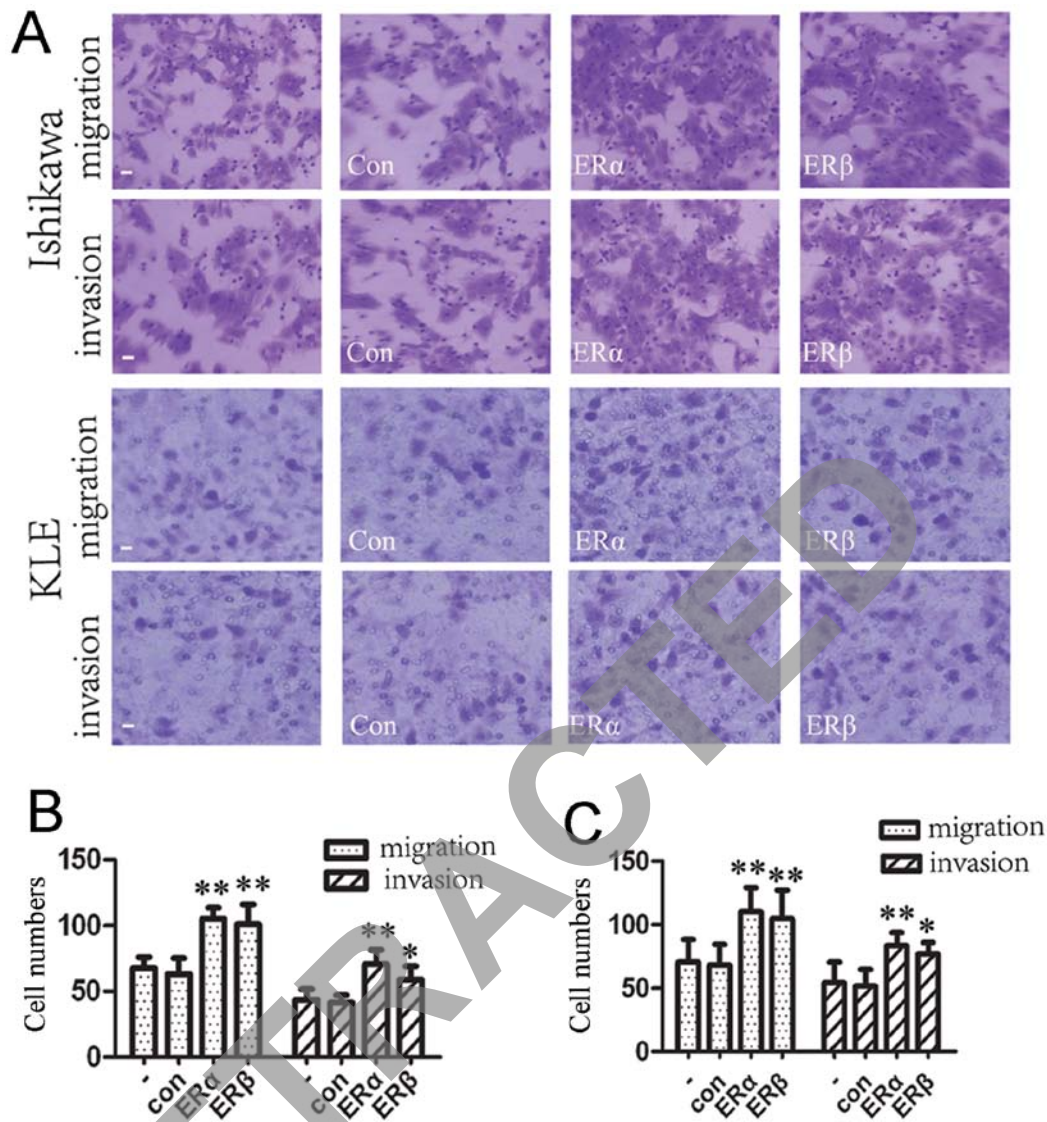 A
Ishikawa
migration
Con
ERα
ERβ
invasion
Con
ERα
ERβ
KLE
migration
Con
ERα
ERβ
invasion
Con
ERα
ERβ
B
migration
invasion
Cell numbers
150
100
50
0
** **
** *
- con ERα ERβ - con ERα ERβ
C
migration
invasion
Cell numbers
150
100
50
0
** **
** *
- con ERα ERβ - con ERα ERβ
TRACTED